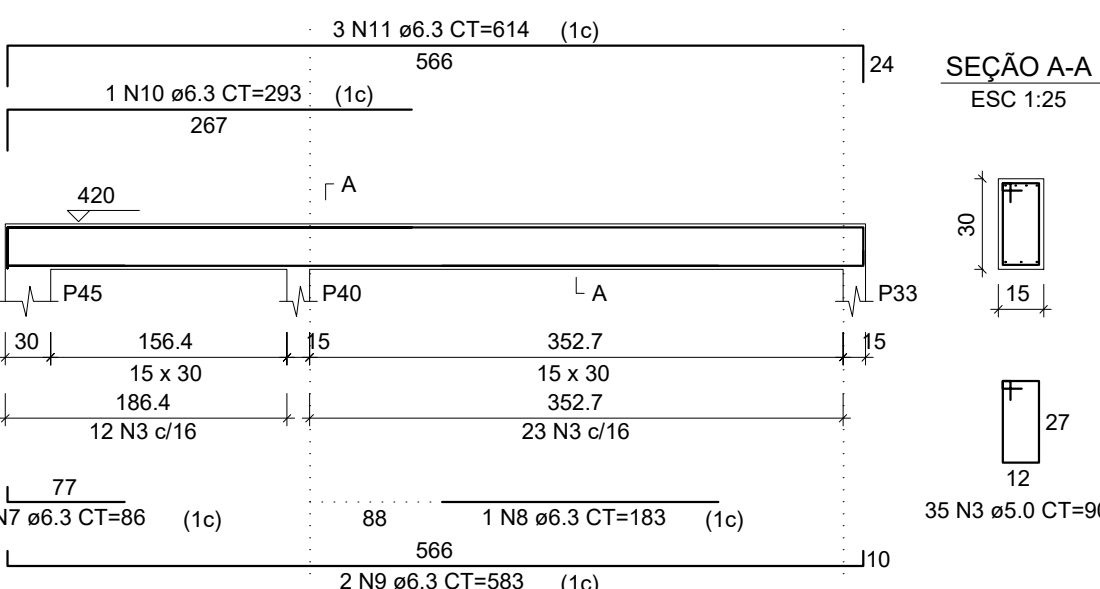 3 N11 ø6.3 CT=614 (1c)
566
24
SEÇÃO A-A
ESC 1:25
1 N10 ø6.3 CT=293 (1c)
267
A
420
30
15
P45
P40
A
P33
30 156.4 15 352.7 15
15 x 30 15 x 30
186.4 352.7
12 N3 c/16 23 N3 c/16
27
12
35 N3 ø5.0 CT=90
77
N7 ø6.3 CT=86 (1c)
88
1 N8 ø6.3 CT=183 (1c)
566
10
2 N9 ø6.3 CT=583 (1c)